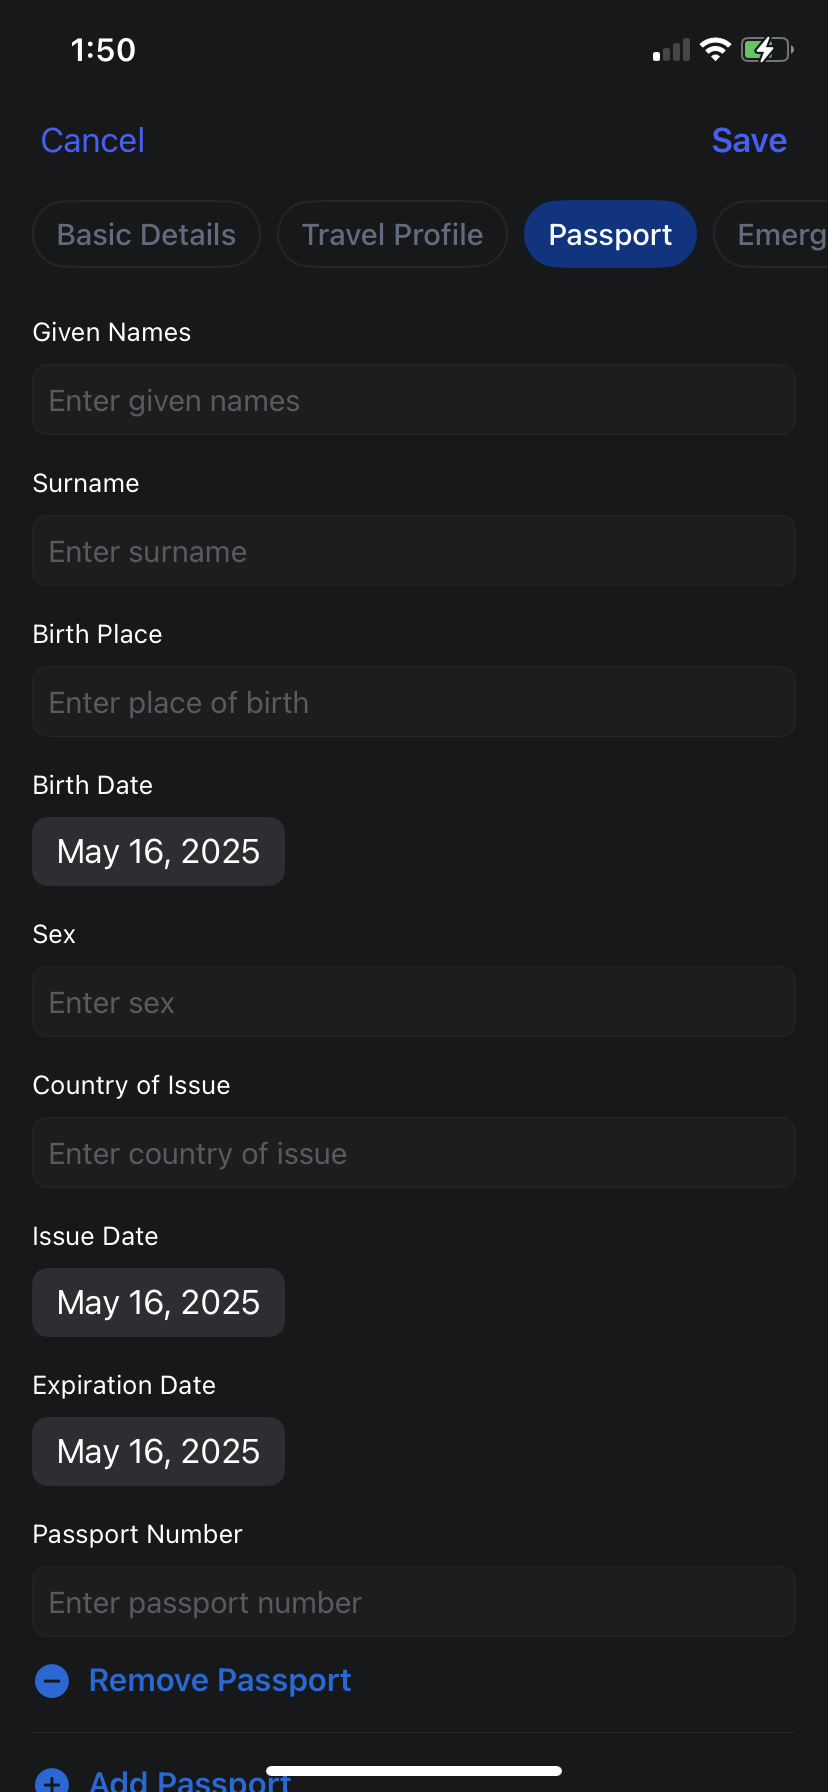 1:50
Cancel
Save
Basic Details
Travel Profile
Passport
Emerg
Given Names
Enter given names
Surname
Enter surname
Birth Place
Enter place of birth
Birth Date
May 16, 2025
Sex
Enter sex
Country of Issue
Enter country of issue
Issue Date
May 16, 2025
Expiration Date
May 16, 2025
Passport Number
Enter passport number
Remove Passport
Add Passport